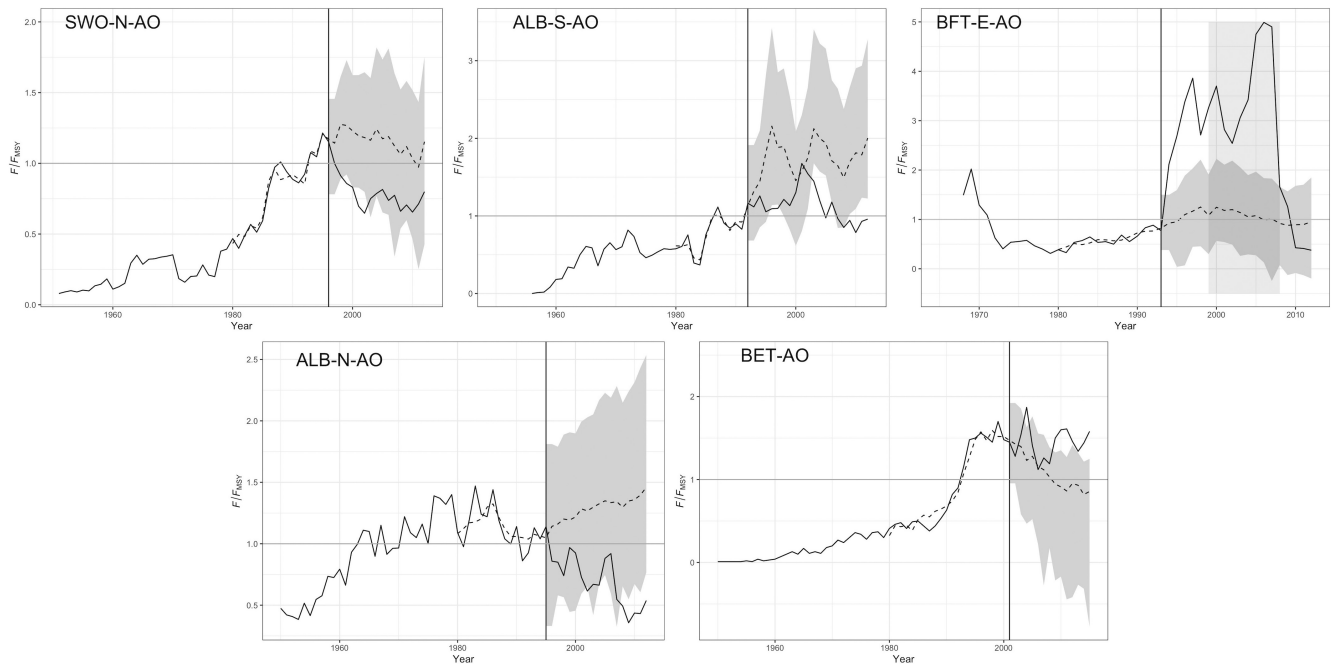 SWO-N-AO
2.0
1.5
1.0
0.5
0.0
F/FMSY
1960
1980
2000
Year
ALB-S-AO
3
2
1
0
F/FMSY
1960
1980
2000
Year
BFT-E-AO
5
4
3
2
1
0
F/FMSY
1970
1980
1990
2000
2010
Year
ALB-N-AO
2.5
2.0
1.5
1.0
0.5
F/FMSY
1960
1980
2000
Year
BET-AO
2
1
0
F/FMSY
1960
1980
2000
Year